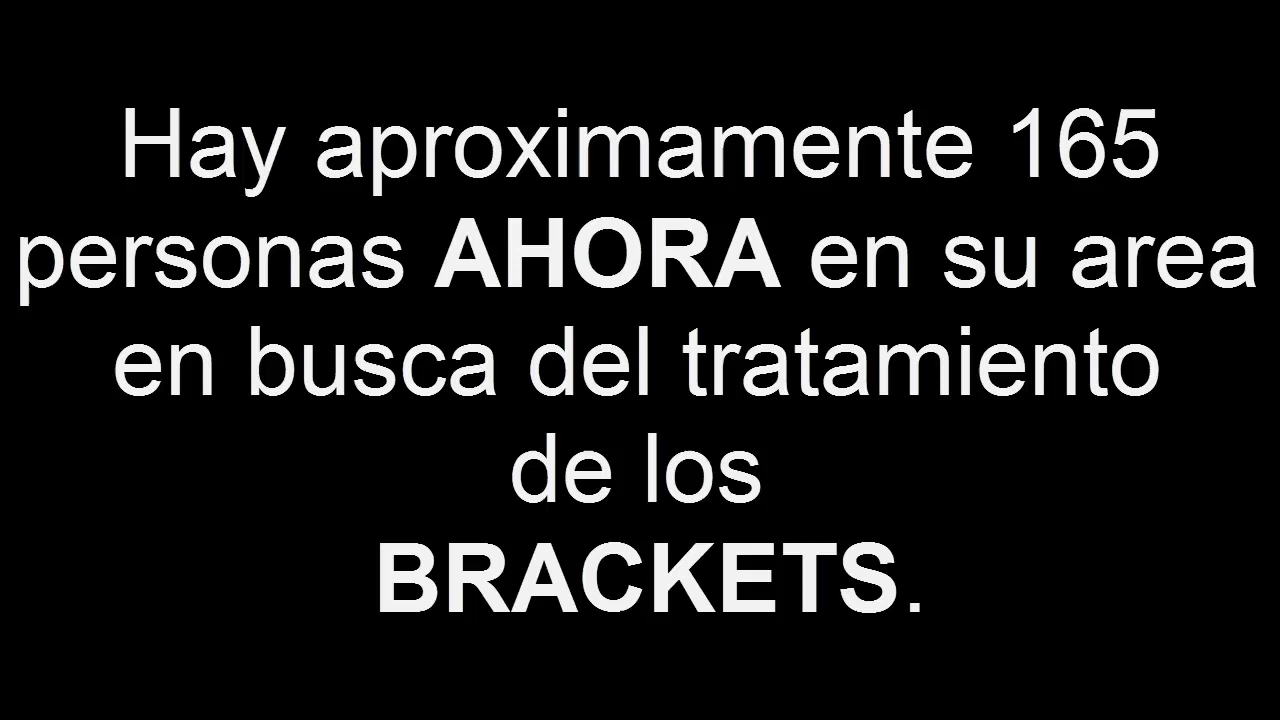 Hay aproximamente 165
personas AHORA en su area
en busca del tratamiento
de los
BRACKETS.